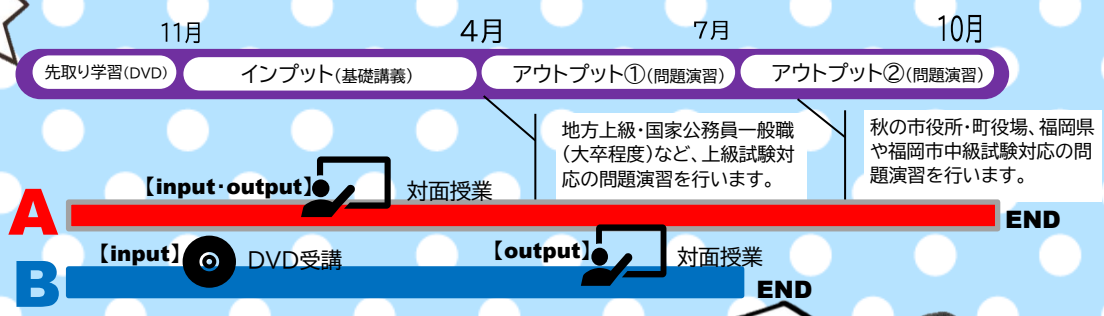 11月 4月 7月 10月
先取り学習(DVD) インプット(基礎講義) アウトプット①(問題演習) アウトプット②(問題演習)
地方上級・国家公務員一般職
(大卒程度)など、上級試験対
応の問題演習を行います。
秋の市役所・町役場、福岡県
や福岡市中級試験対応の問
題演習を行います。
【input・output】 対面授業
A END
【input】 DVD受講 【output】 対面授業
B END